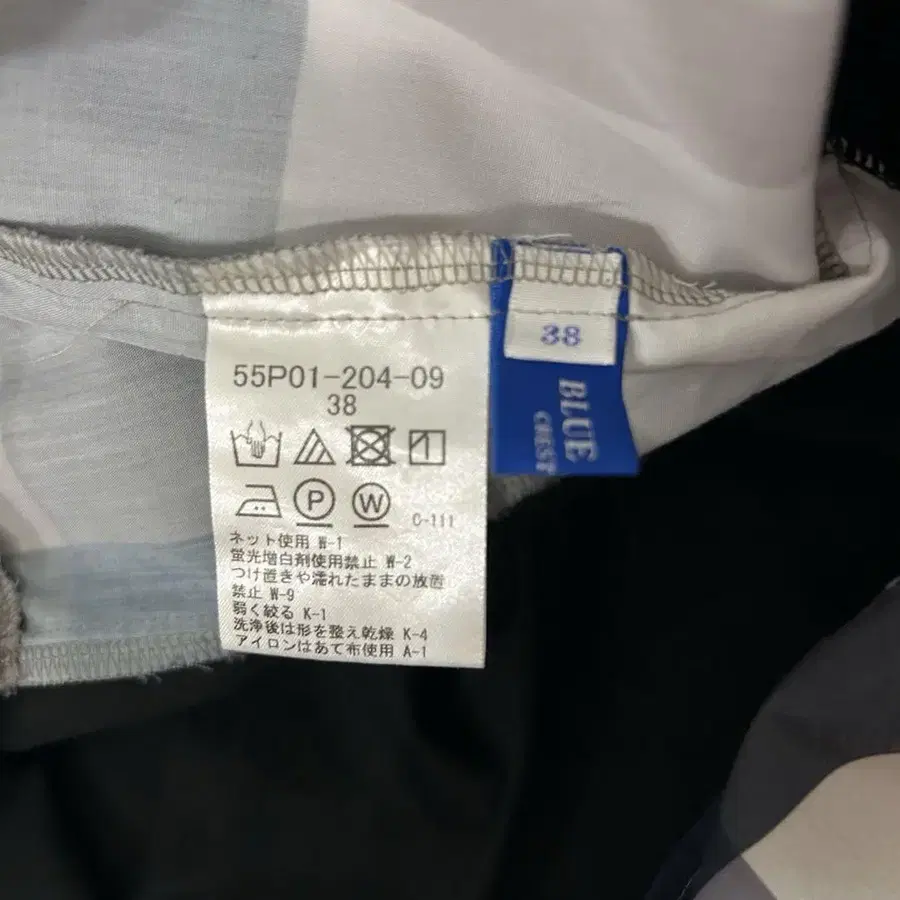 55P01-204-09
38
P
W
C-111
ネット使用 W-1
蛍光増白剤使用禁止 W-2
つけ置きや濡れたままの放置
禁止 W-9
弱く絞る K-1
洗浄後は形を整え乾燥 K-4
アイロンはあて布使用 A-1
38
BLUE
CREST